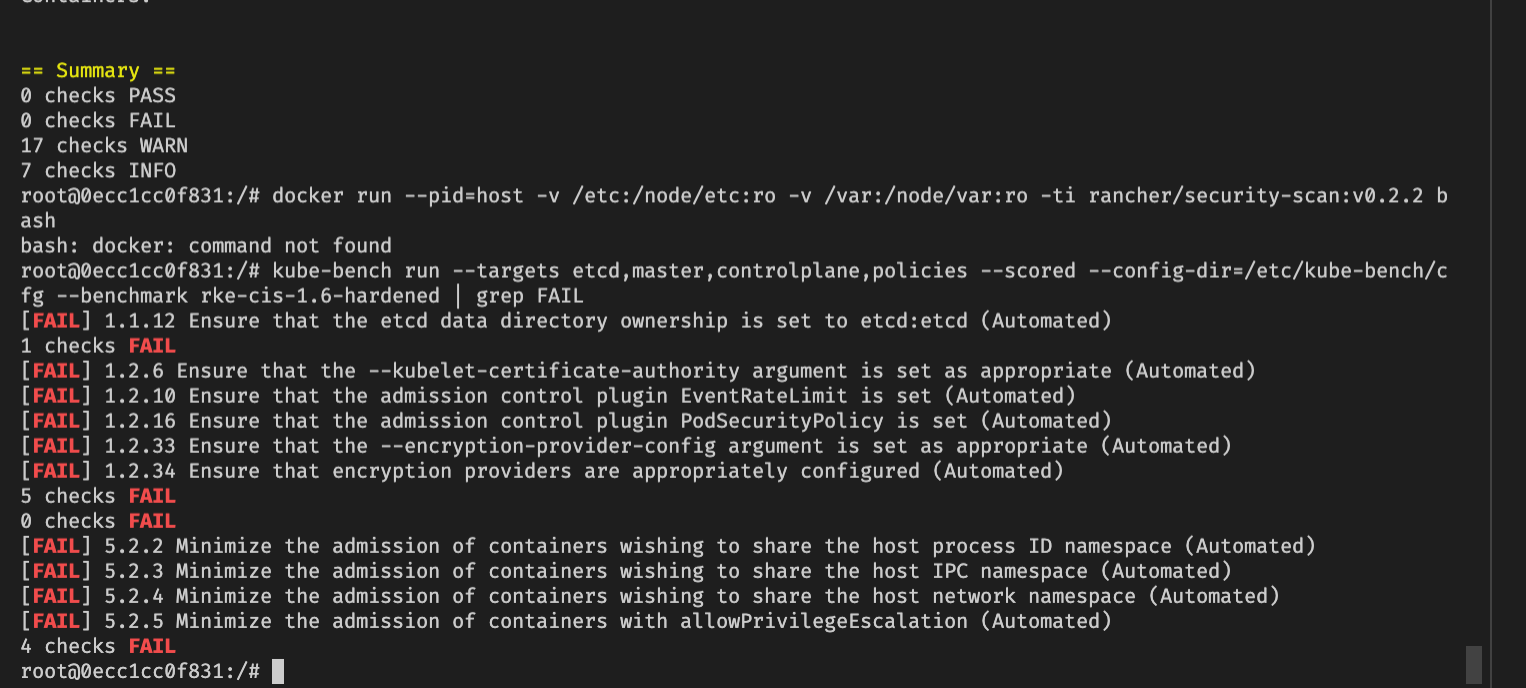 == Summary ==
0 checks PASS
0 checks FAIL
17 checks WARN
7 checks INFO
root@0ecc1cc0f831:/# docker run --pid=host -v /etc:/node/etc:ro -v /var:/node/var:ro -ti rancher/security-scan:v0.2.2 b
ash
bash: docker: command not found
root@0ecc1cc0f831:/# kube-bench run --targets etcd,master,controlplane,policies --scored --config-dir=/etc/kube-bench/c
fg --benchmark rke-cis-1.6-hardened | grep FAIL
[FAIL] 1.1.12 Ensure that the etcd data directory ownership is set to etcd:etcd (Automated)
1 checks FAIL
[FAIL] 1.2.6 Ensure that the --kubelet-certificate-authority argument is set as appropriate (Automated)
[FAIL] 1.2.10 Ensure that the admission control plugin EventRateLimit is set (Automated)
[FAIL] 1.2.16 Ensure that the admission control plugin PodSecurityPolicy is set (Automated)
[FAIL] 1.2.33 Ensure that the --encryption-provider-config argument is set as appropriate (Automated)
[FAIL] 1.2.34 Ensure that encryption providers are appropriately configured (Automated)
5 checks FAIL
0 checks FAIL
[FAIL] 5.2.2 Minimize the admission of containers wishing to share the host process ID namespace (Automated)
[FAIL] 5.2.3 Minimize the admission of containers wishing to share the host IPC namespace (Automated)
[FAIL] 5.2.4 Minimize the admission of containers wishing to share the host network namespace (Automated)
[FAIL] 5.2.5 Minimize the admission of containers with allowPrivilegeEscalation (Automated)
4 checks FAIL
root@0ecc1cc0f831:/#